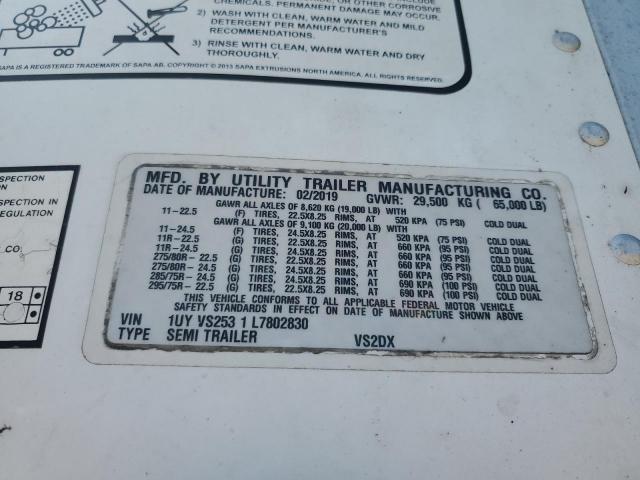 CHEMICALS. PERMANENT DAMAGE MAY OCCUR.
2) WASH WITH CLEAN, WARM WATER AND MILD
DETERGENT PER MANUFACTURER'S
RECOMMENDATIONS.
3) RINSE WITH CLEAN, WARM WATER AND DRY
THOROUGHLY.
SAPA IS A REGISTERED TRADEMARK OF SAPA AB. COPYRIGHT © 2013 SAPA EXTRUSIONS NORTH AMERICA, ALL RIGHTS RESERVED.
SPECTION
ON
NSPECTED IN
REGULATION
CO.
18
MFD. BY UTILITY TRAILER MANUFACTURING CO.
DATE OF MANUFACTURE: 02/2019 GVWR: 29,500 KG ( 65,000 LB)
GAWR ALL AXLES OF 8,620 KG (19,000 LB) WITH
11-22.5 (F) TIRES, 22.5X8.25 RIMS, AT 520 KPA (75 PSI) COLD DUAL
GAWR ALL AXLES OF 9,100 KG (20,000 LB) WITH
11-24.5 (F) TIRES, 24.5X8.25 RIMS, AT 520 KPA (75 PSI) COLD DUAL
11R-22.5 (G) TIRES, 22.5X8.25 RIMS, AT 660 KPA (95 PSI) COLD DUAL
11R-24.5 (G) TIRES, 24.5X8.25 RIMS, AT 660 KPA (95 PSI) COLD DUAL
275/80R-22.5 (G) TIRES, 22.5X8.25 RIMS, AT 660 KPA (95 PSI) COLD DUAL
275/80R-24.5 (G) TIRES, 24.5X8.25 RIMS, AT 660 KPA (95 PSI) COLD DUAL
285/75R-24.5 (G) TIRES, 24.5X8.25 RIMS, AT 690 KPA (100 PSI) COLD DUAL
295/75R-22.5 (G) TIRES, 22.5X8.25 RIMS, AT 690 KPA (100 PSI) COLD DUAL
THIS VEHICLE CONFORMS TO ALL APPLICABLE FEDERAL MOTOR VEHICLE
SAFETY STANDARDS IN EFFECT ON DATE OF MANUFACTURE SHOWN ABOVE
VIN 1UY VS253 1 L7802830
TYPE SEMI TRAILER VS2DX